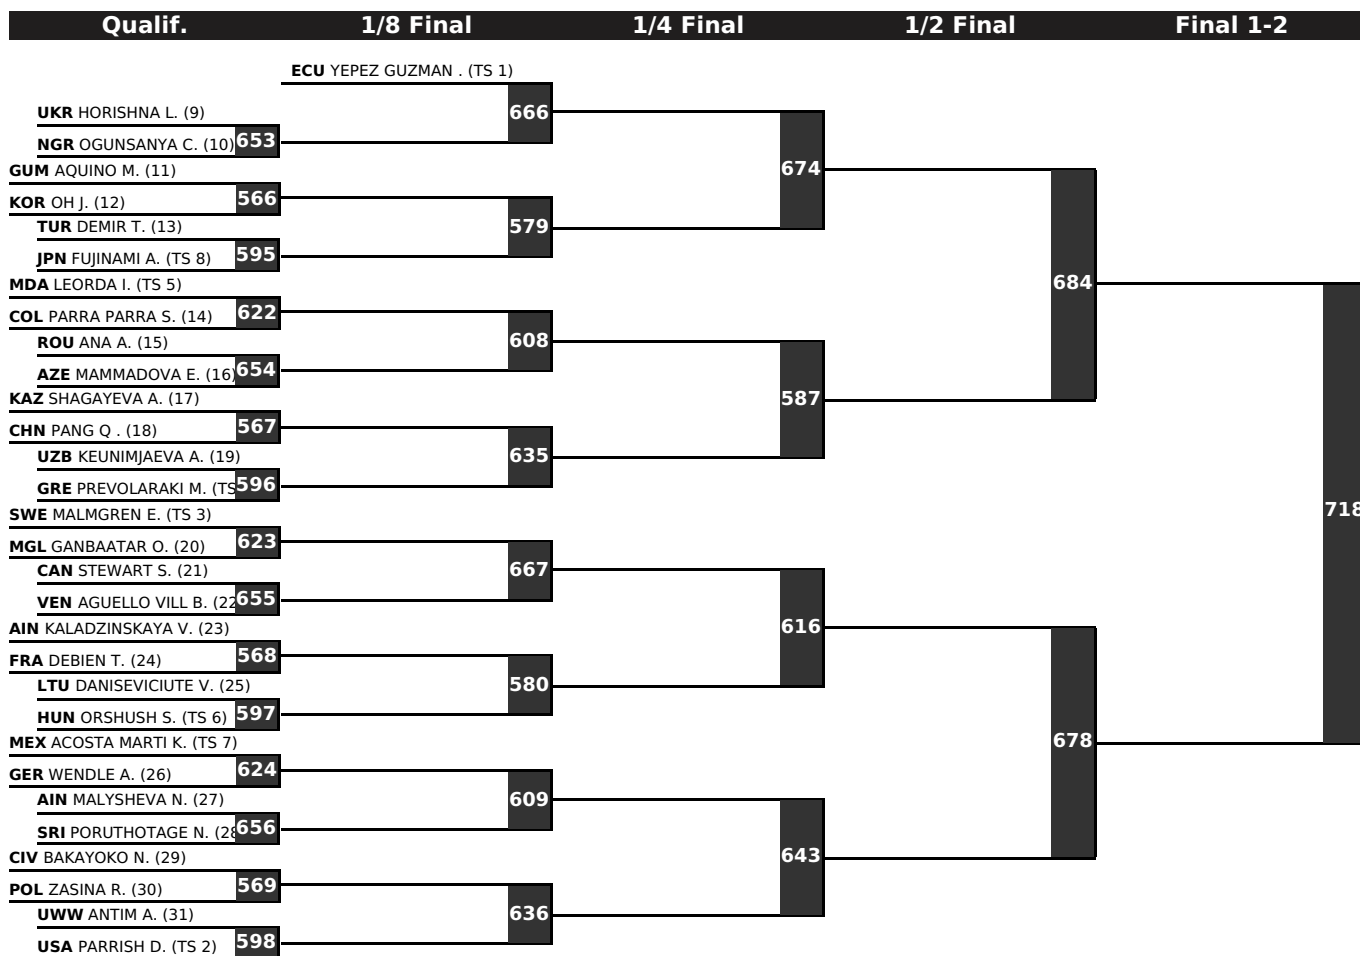 Qualif. 1/8 Final 1/4 Final 1/2 Final Final 1-2
ECU YEPEZ GUZMAN . (TS 1)
666
UKR HORISHNA L. (9)
653
NGR OGUNSANYA C. (10)
674
GUM AQUINO M. (11)
566
KOR OH J. (12)
579
TUR DEMIR T. (13)
595
JPN FUJINAMI A. (TS 8)
684
MDA LEORDA I. (TS 5)
622
COL PARRA PARRA S. (14)
608
ROU ANA A. (15)
654
AZE MAMMADOVA E. (16)
587
KAZ SHAGAYEVA A. (17)
567
CHN PANG Q . (18)
635
UZB KEUNIMJAEVA A. (19)
596
GRE PREVOLARAKI M. (TS
718
SWE MALMGREN E. (TS 3)
623
MGL GANBAATAR O. (20)
667
CAN STEWART S. (21)
655
VEN AGUELLO VILL B. (22
616
AIN KALADZINSKAYA V. (23)
568
FRA DEBIEN T. (24)
580
LTU DANISEVICIUTE V. (25)
597
HUN ORSHUSH S. (TS 6)
678
MEX ACOSTA MARTI K. (TS 7)
624
GER WENDLE A. (26)
609
AIN MALYSHEVA N. (27)
656
SRI PORUTHOTAGE N. (28
643
CIV BAKAYOKO N. (29)
569
POL ZASINA R. (30)
636
UWW ANTIM A. (31)
598
USA PARRISH D. (TS 2)